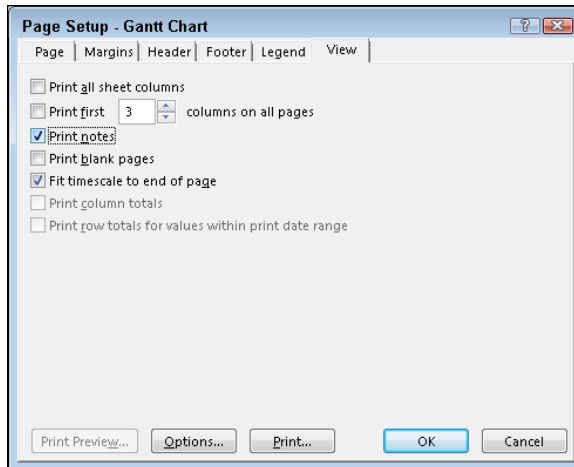 Page Setup - Gantt Chart
Page Margins Header Footer Legend View
Print all sheet columns
Print first 3 columns on all pages
Print notes
Print blank pages
Fit timescale to end of page
Print column totals
Print row totals for values within print date range
Print Preview... Options... Print... OK Cancel